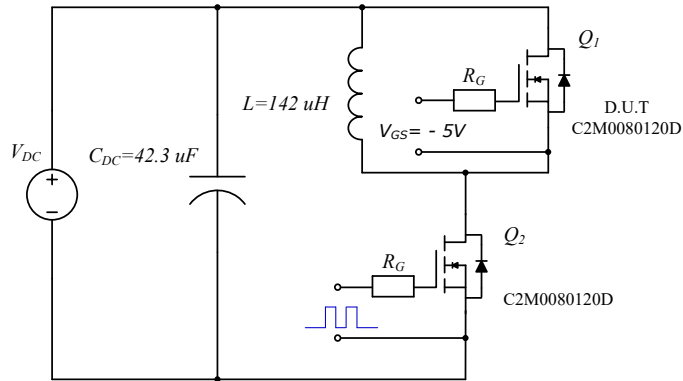 Q1
RG
L=142 uH
D.U.T
C2M0080120D
VGS= - 5V
VDC
CDC=42.3 uF
Q2
RG
C2M0080120D